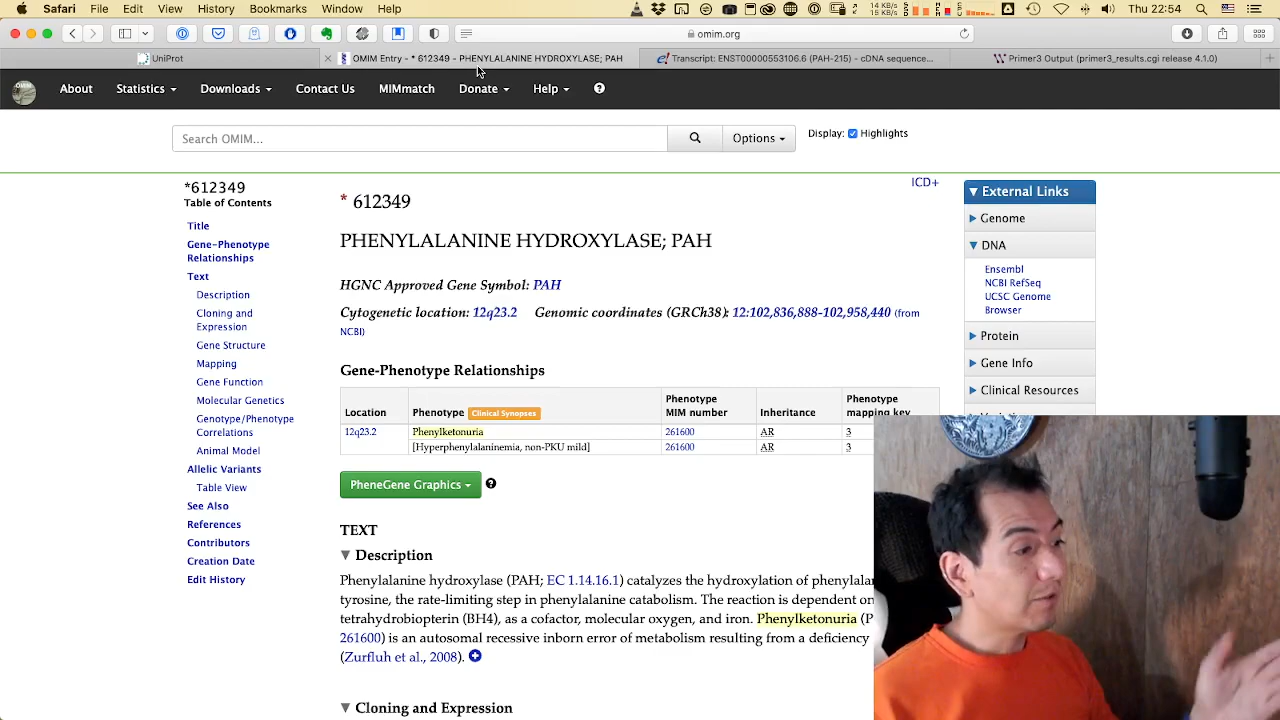 Safari File Edit View History Bookmarks Window Help
Thu 22:54
omim.org
UniProt
OMIM Entry - * 612349 - PHENYLALANINE HYDROXYLASE; PAH
Transcript: ENST00000553106.6 (PAH-215) - cDNA sequence...
Primer3 Output (primer3_results.cgi release 4.1.0)
About Statistics Downloads Contact Us MIMmatch Donate Help
Search OMIM...
Options
Display: Highlights
*612349
Table of Contents
Title
Gene-Phenotype
Relationships
Text
Description
Cloning and
Expression
Gene Structure
Mapping
Gene Function
Molecular Genetics
Genotype/Phenotype
Correlations
Animal Model
Allelic Variants
Table View
See Also
References
Contributors
Creation Date
Edit History
ICD+
* 612349
PHENYLALANINE HYDROXYLASE; PAH
HGNC Approved Gene Symbol: PAH
Cytogenetic location: 12q23.2 Genomic coordinates (GRCh38): 12:102,836,888-102,958,440 (from
NCBI)
Gene-Phenotype Relationships
Location Phenotype Clinical Synopses Phenotype MIM number Inheritance Phenotype mapping key
12q23.2 Phenylketonuria 261600 AR 3
[Hyperphenylalaninemia, non-PKU mild] 261600 AR 3
PheneGene Graphics
TEXT
Description
Phenylalanine hydroxylase (PAH; EC 1.14.16.1) catalyzes the hydroxylation of phenylala
tyrosine, the rate-limiting step in phenylalanine catabolism. The reaction is dependent on
tetrahydrobiopterin (BH4), as a cofactor, molecular oxygen, and iron. Phenylketonuria (P
261600) is an autosomal recessive inborn error of metabolism resulting from a deficiency
(Zurfluh et al., 2008).
Cloning and Expression
External Links
Genome
DNA
Ensembl
NCBI RefSeq
UCSC Genome
Browser
Protein
Gene Info
Clinical Resources